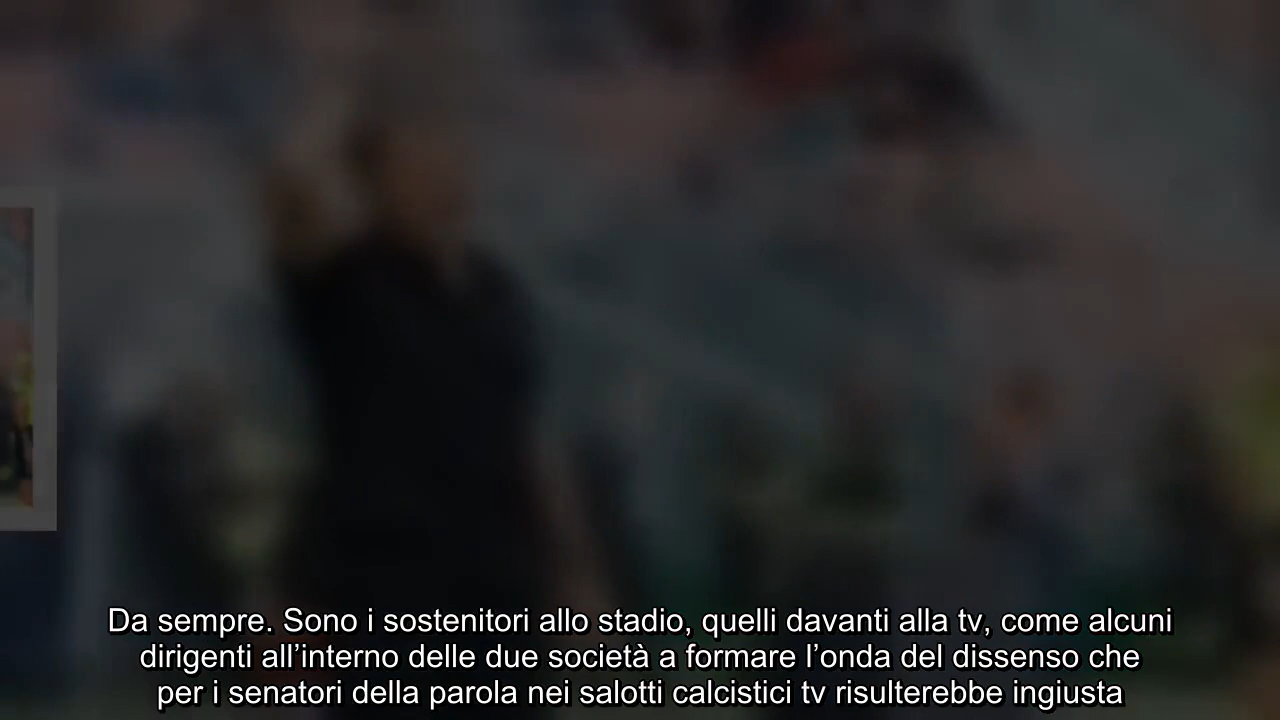 Da sempre. Sono i sostenitori allo stadio, quelli davanti alla tv, come alcuni
dirigenti all’interno delle due società a formare l’onda del dissenso che
per i senatori della parola nei salotti calcistici tv risulterebbe ingiusta